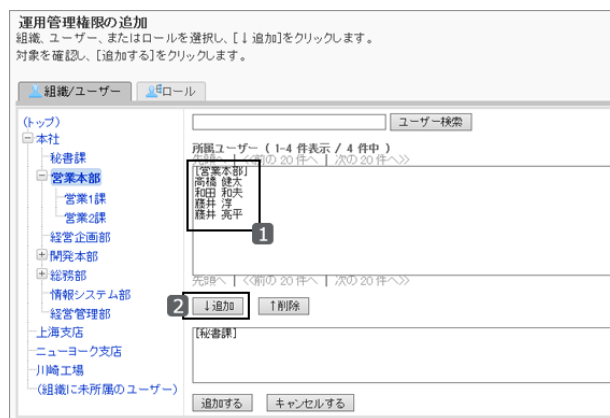 運用管理権限の追加
組織、ユーザー、またはロールを選択し、[↓追加]をクリックします。
対象を確認し、[追加する]をクリックします。
組織/ユーザー
ロール
(トップ)
本社
秘書課
営業本部
営業1課
営業2課
経営企画部
開発本部
総務部
情報システム部
経営管理部
上海支店
ニューヨーク支店
川崎工場
(組織に未所属のユーザー)
ユーザー検索
所属ユーザー ( 1-4 件表示 / 4 件中 )
先頭へ | <<前の 20 件へ | 次の 20 件へ>>
[営業本部]
高橋 健太
和田 和夫
藤井 淳
藤井 亮平
1
先頭へ | <<前の 20 件へ | 次の 20 件へ>>
2
↓追加
↑削除
[秘書課]
追加する
キャンセルする